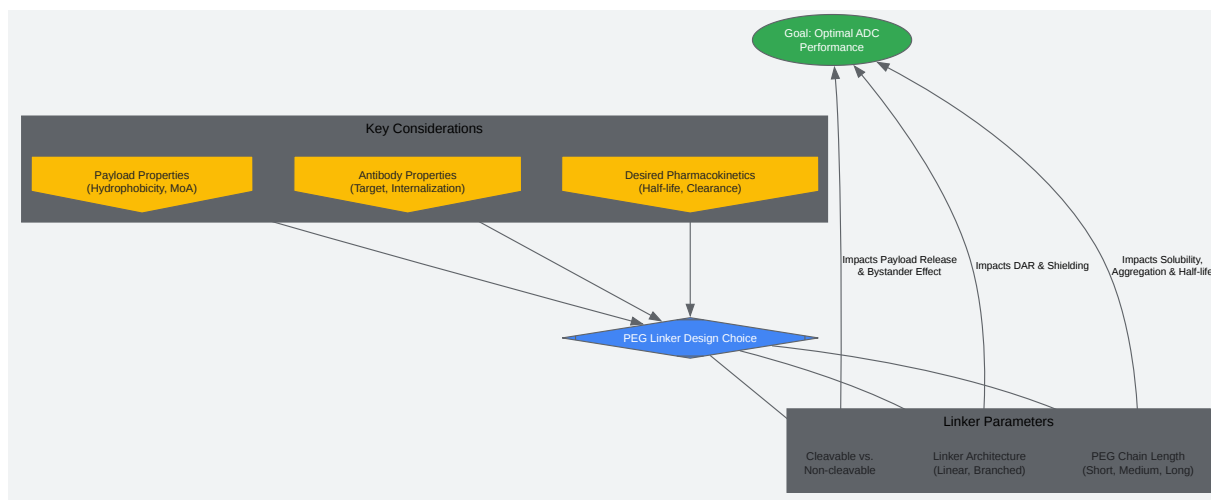 Goal: Optimal ADC
Performance
Key Considerations
Payload Properties
(Hydrophobicity, MoA)
Antibody Properties
(Target, Internalization)
Desired Pharmacokinetics
(Half-life, Clearance)
Impacts Payload Release
& Bystander Effect
Impacts DAR & Shielding
Impacts Solubility,
Aggregation & Half-life
PEG Linker Design Choice
Linker Parameters
Cleavable vs.
Non-cleavable
Linker Architecture
(Linear, Branched)
PEG Chain Length
(Short, Medium, Long)